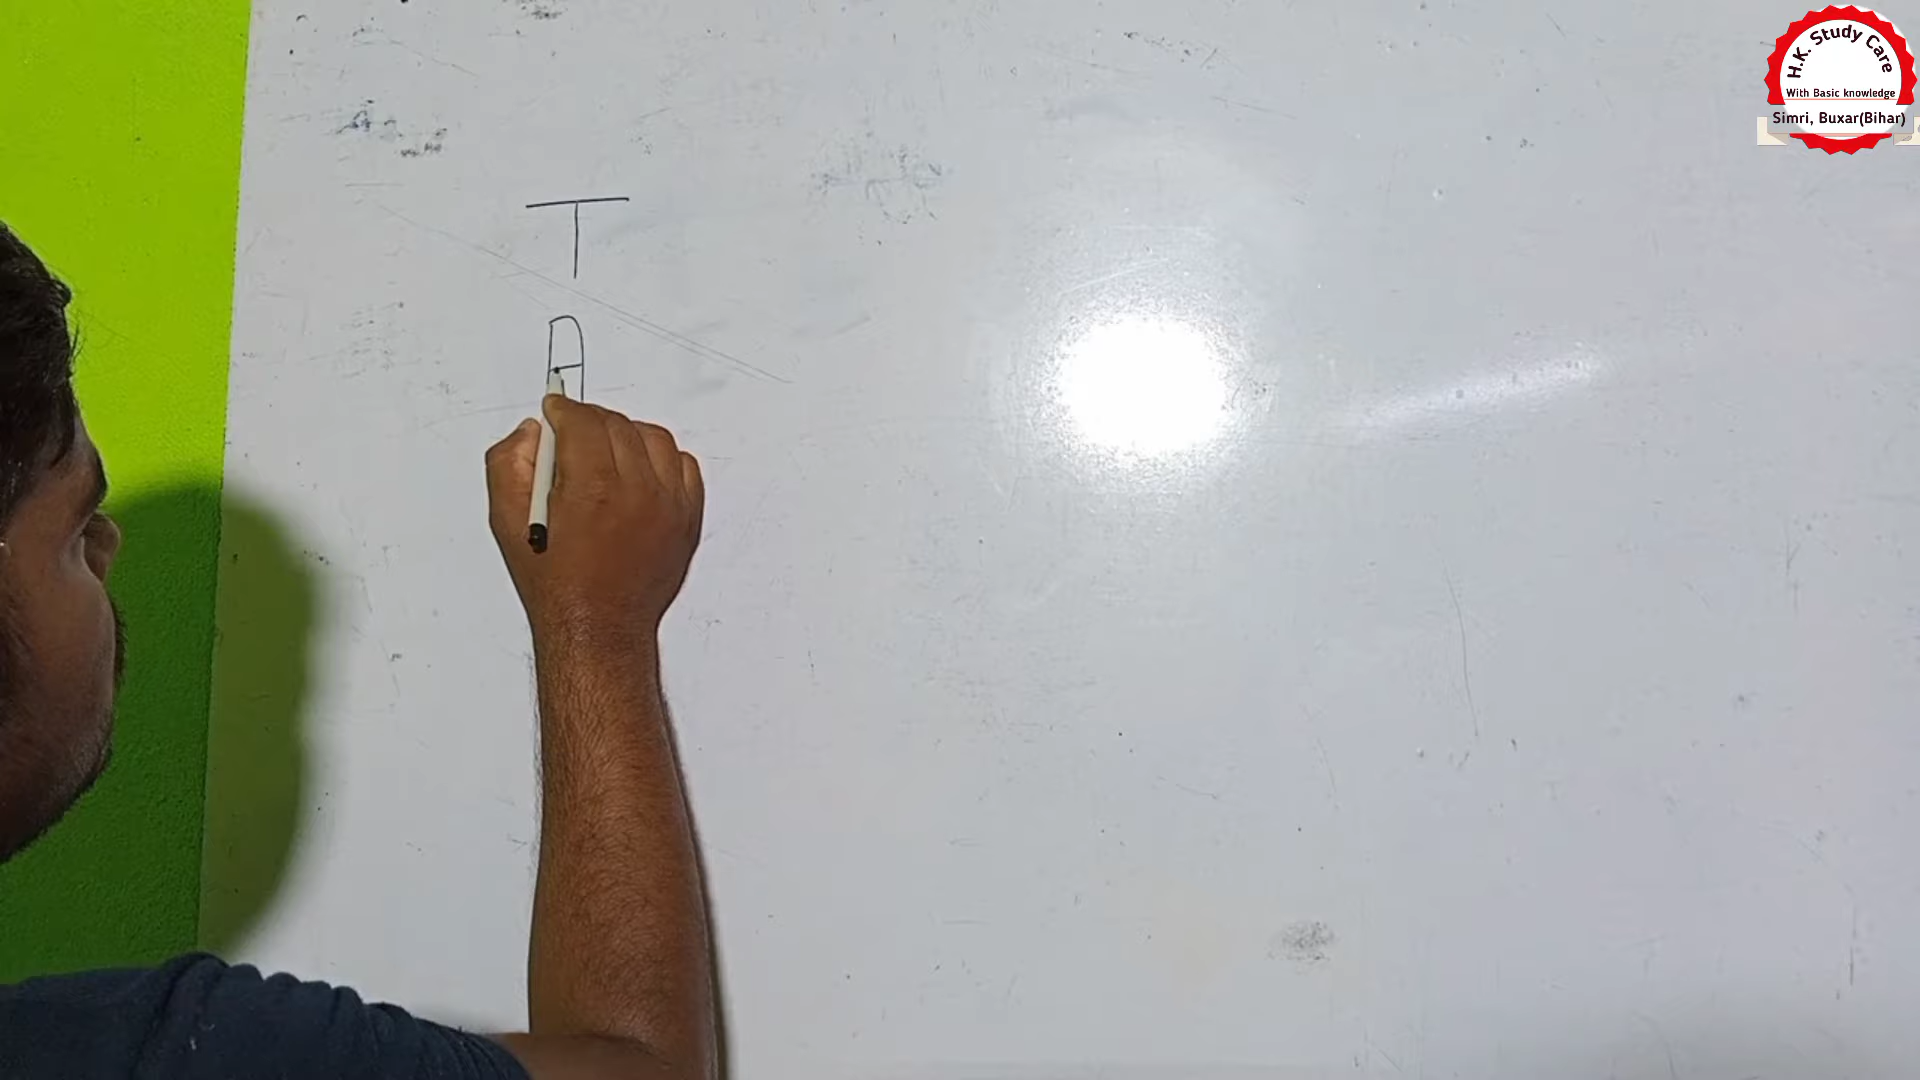 T
A
H.K. Study Care
With Basic knowledge
Simri, Buxar(Bihar)